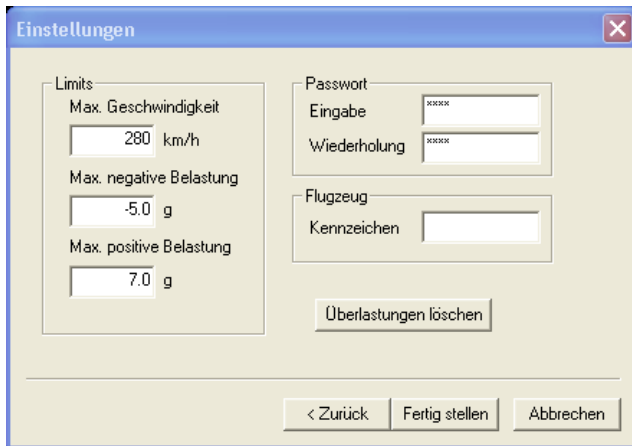 Einstellungen
Limits
Max. Geschwindigkeit
280 km/h
Max. negative Belastung
-5.0 g
Max. positive Belastung
7.0 g
Passwort
Eingabe ****
Wiederholung ****
Flugzeug
Kennzeichen
Überlastungen löschen
< Zurück Fertig stellen Abbrechen